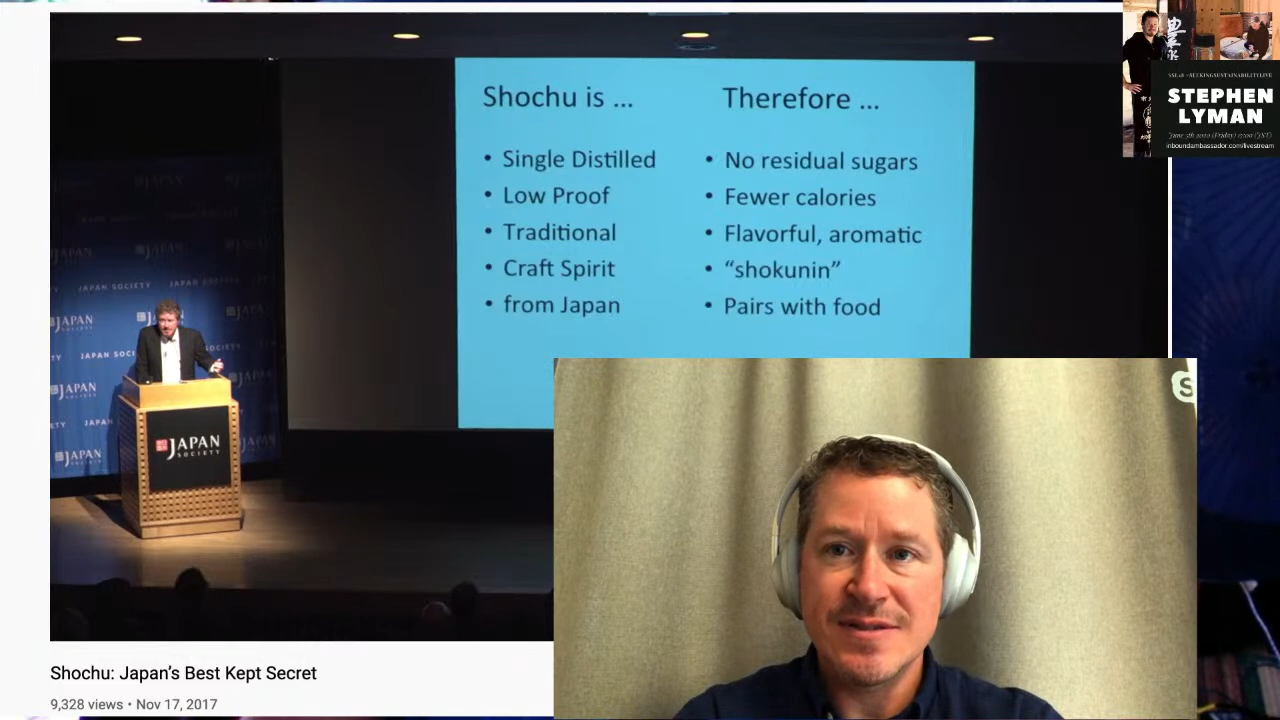 Shochu is ...
Therefore ...
• Single Distilled
• Low Proof
• Traditional
• Craft Spirit
• from Japan
• No residual sugars
• Fewer calories
• Flavorful, aromatic
• “shokunin”
• Pairs with food
JAPAN SOCIETY
JAPAN
SOCIETY
STEPHEN
LYMAN
inboundambassador.com/livestream
S
Shochu: Japan’s Best Kept Secret
9,328 views • Nov 17, 2017